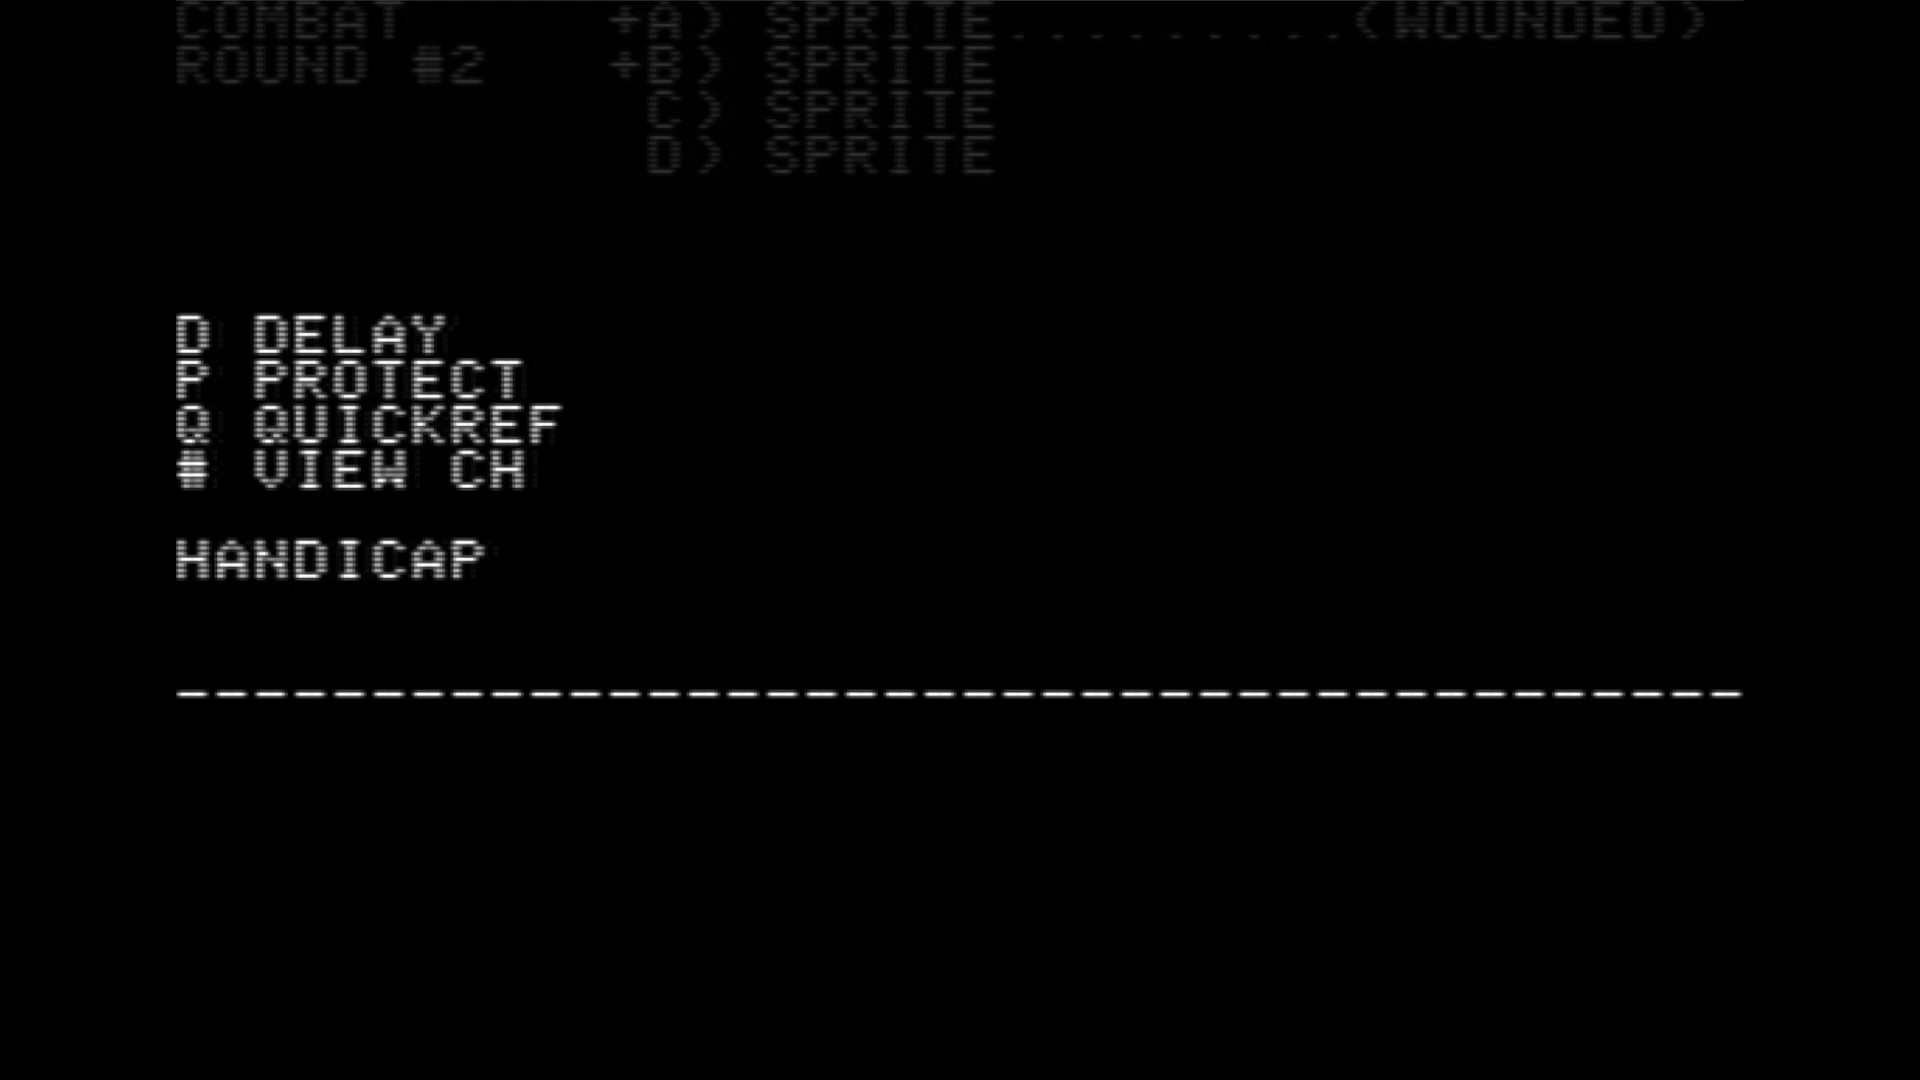 COMBAT +A) SPRITE.........(WOUNDED)
ROUND #2 +B) SPRITE
C) SPRITE
D) SPRITE
D DELAY
P PROTECT
Q QUICKREF
# VIEW CH
HANDICAP
----------------------------------------